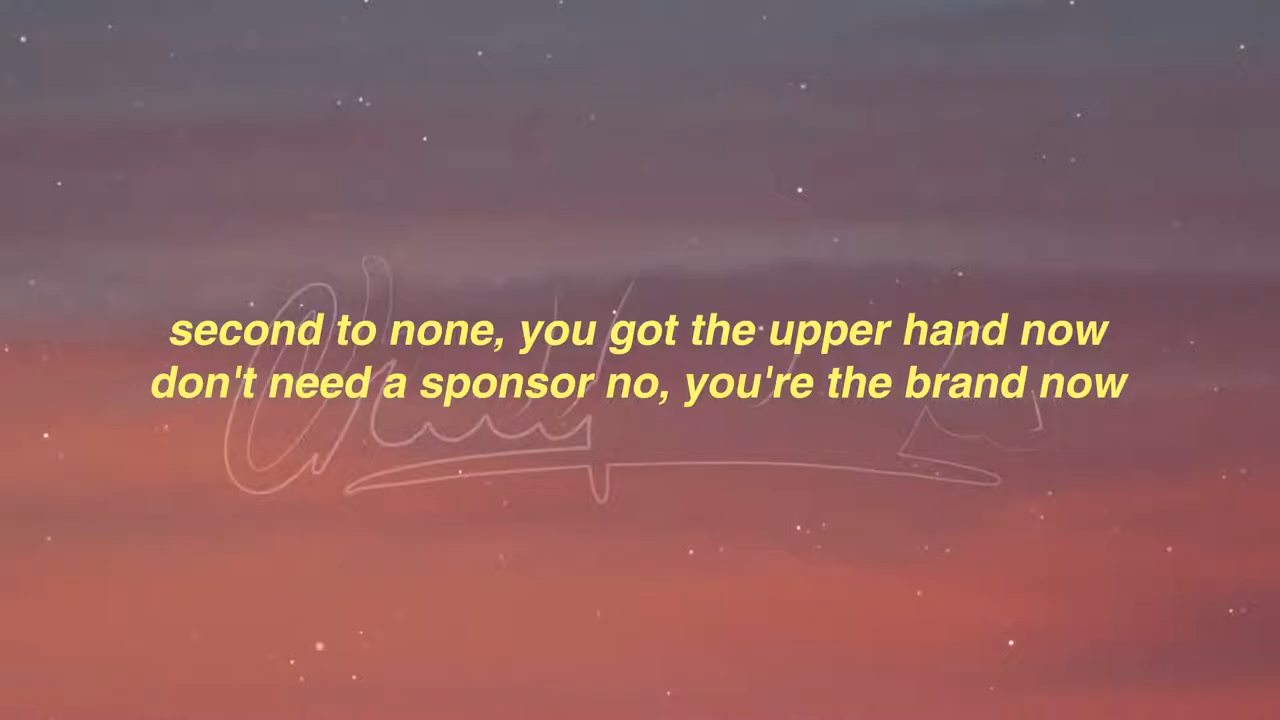 second to none, you got the upper hand now
don't need a sponsor no, you're the brand now